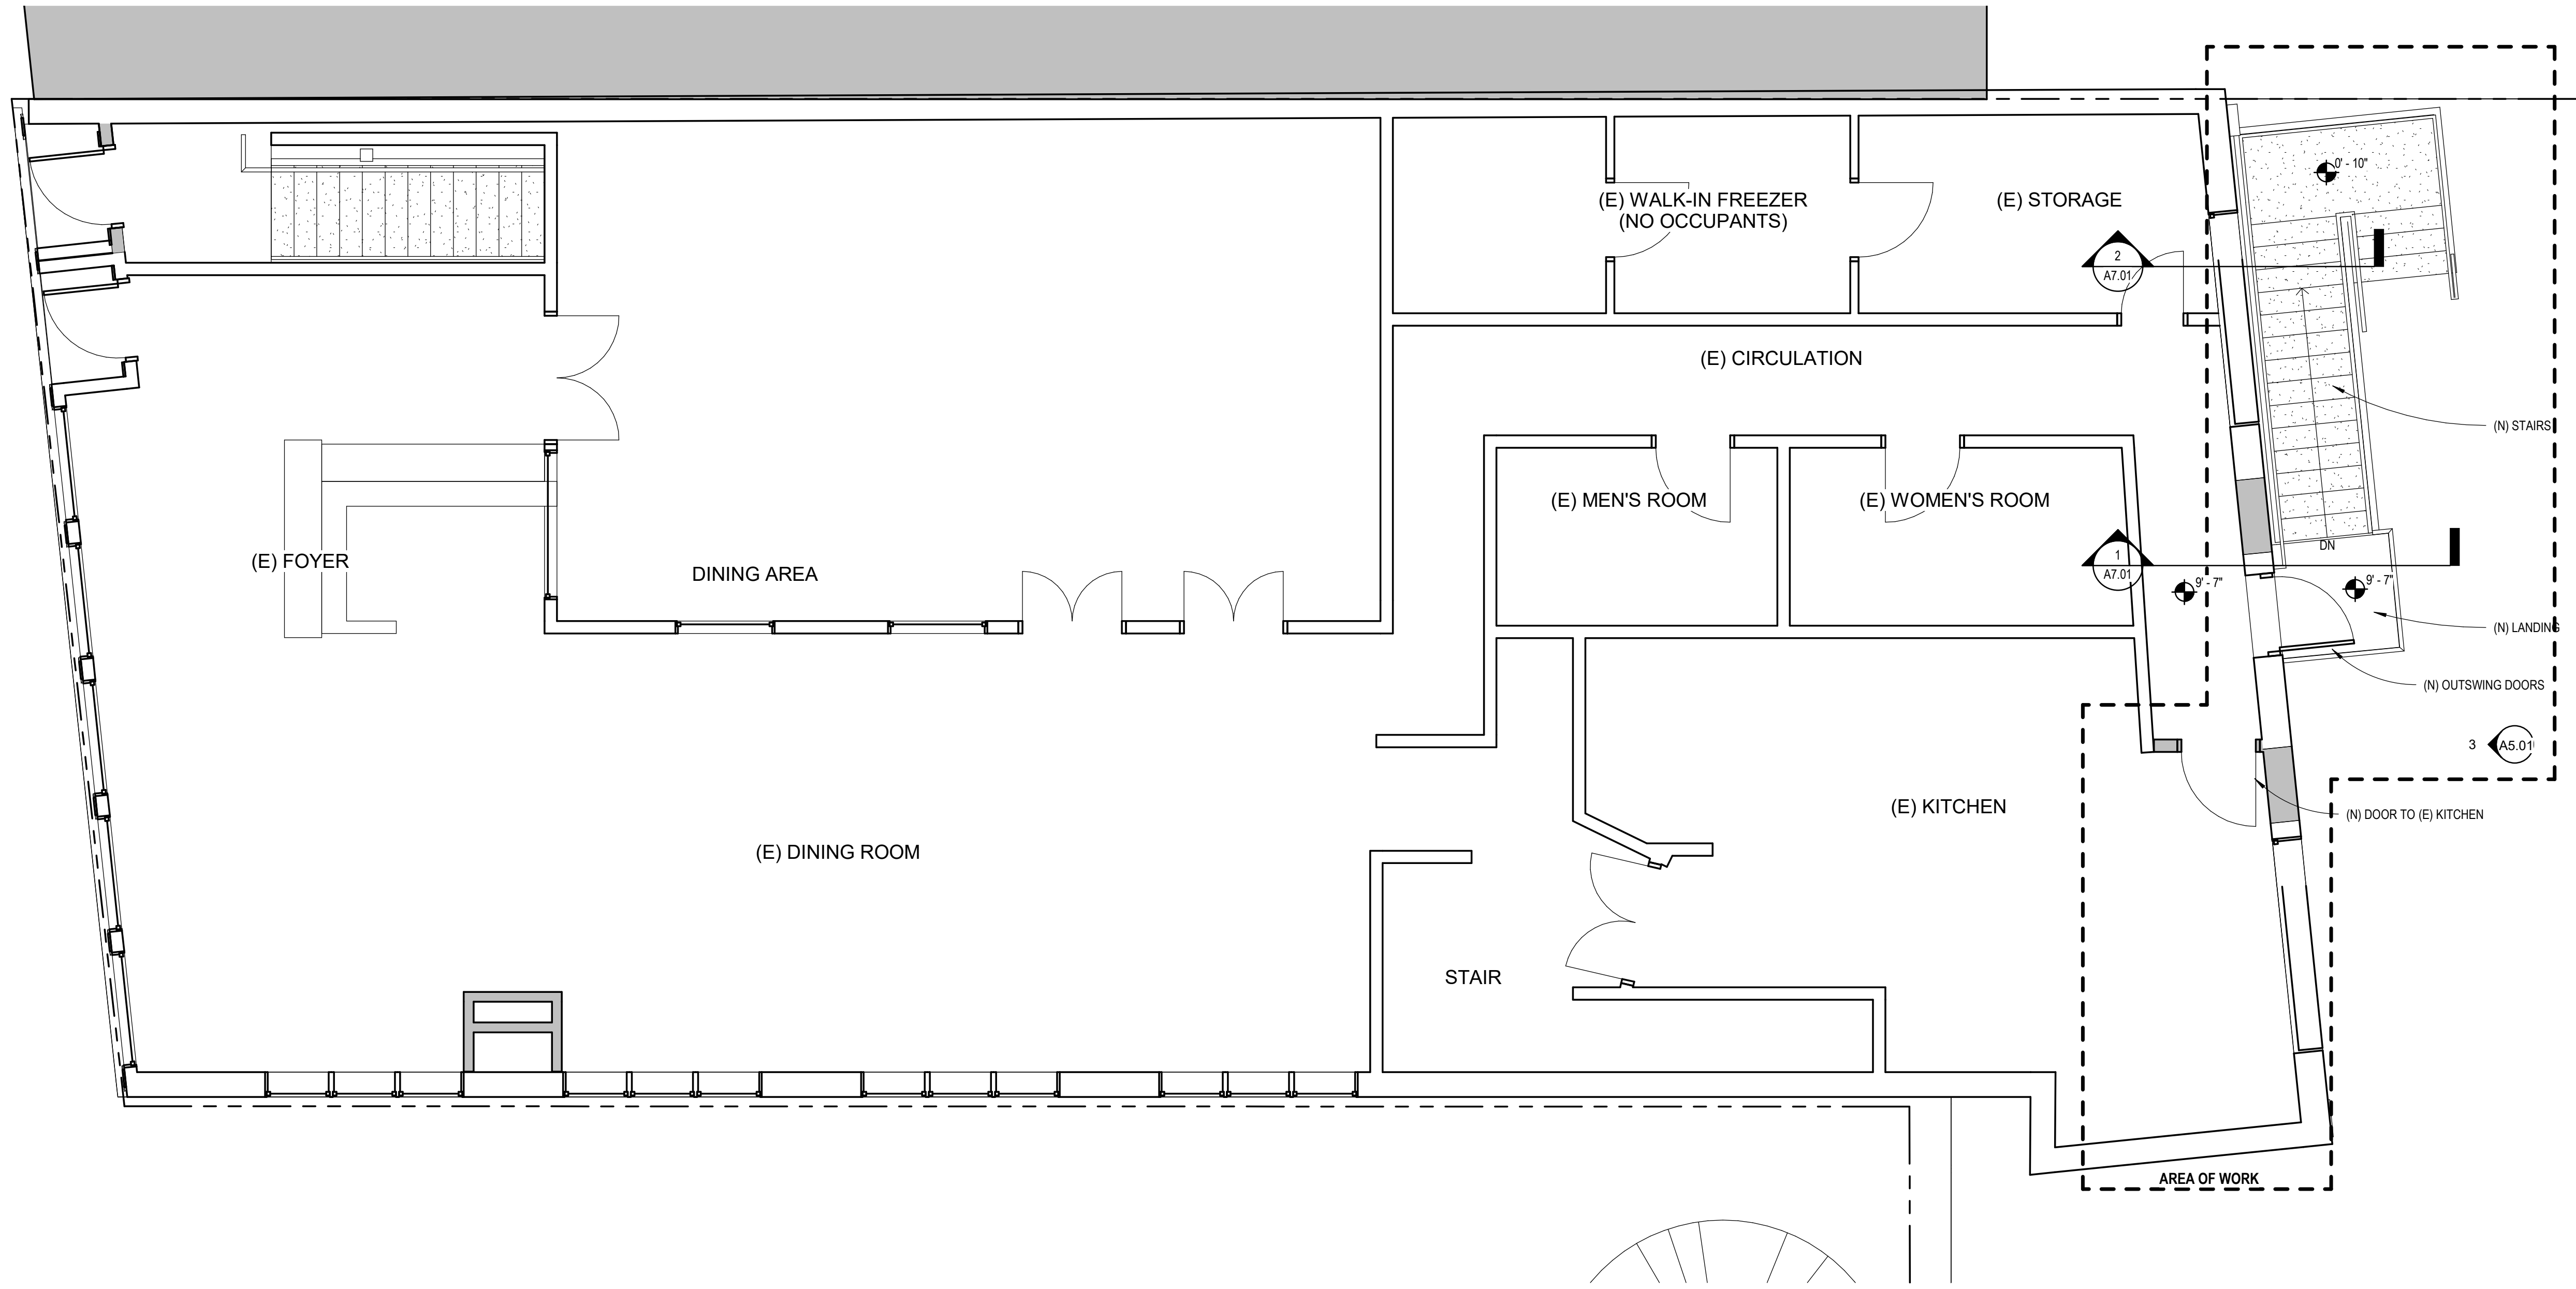 0' - 10"
(E) WALK-IN FREEZER
(NO OCCUPANTS)
(E) STORAGE
2
A7.01
(E) CIRCULATION
(N) STAIRS
(E) MEN'S ROOM
(E) WOMEN'S ROOM
DN
1
A7.01
9' - 7"
9' - 7"
(E) FOYER
DINING AREA
(N) LANDING
(N) OUTSWING DOORS
3
A5.01
(E) KITCHEN
(N) DOOR TO (E) KITCHEN
(E) DINING ROOM
STAIR
AREA OF WORK